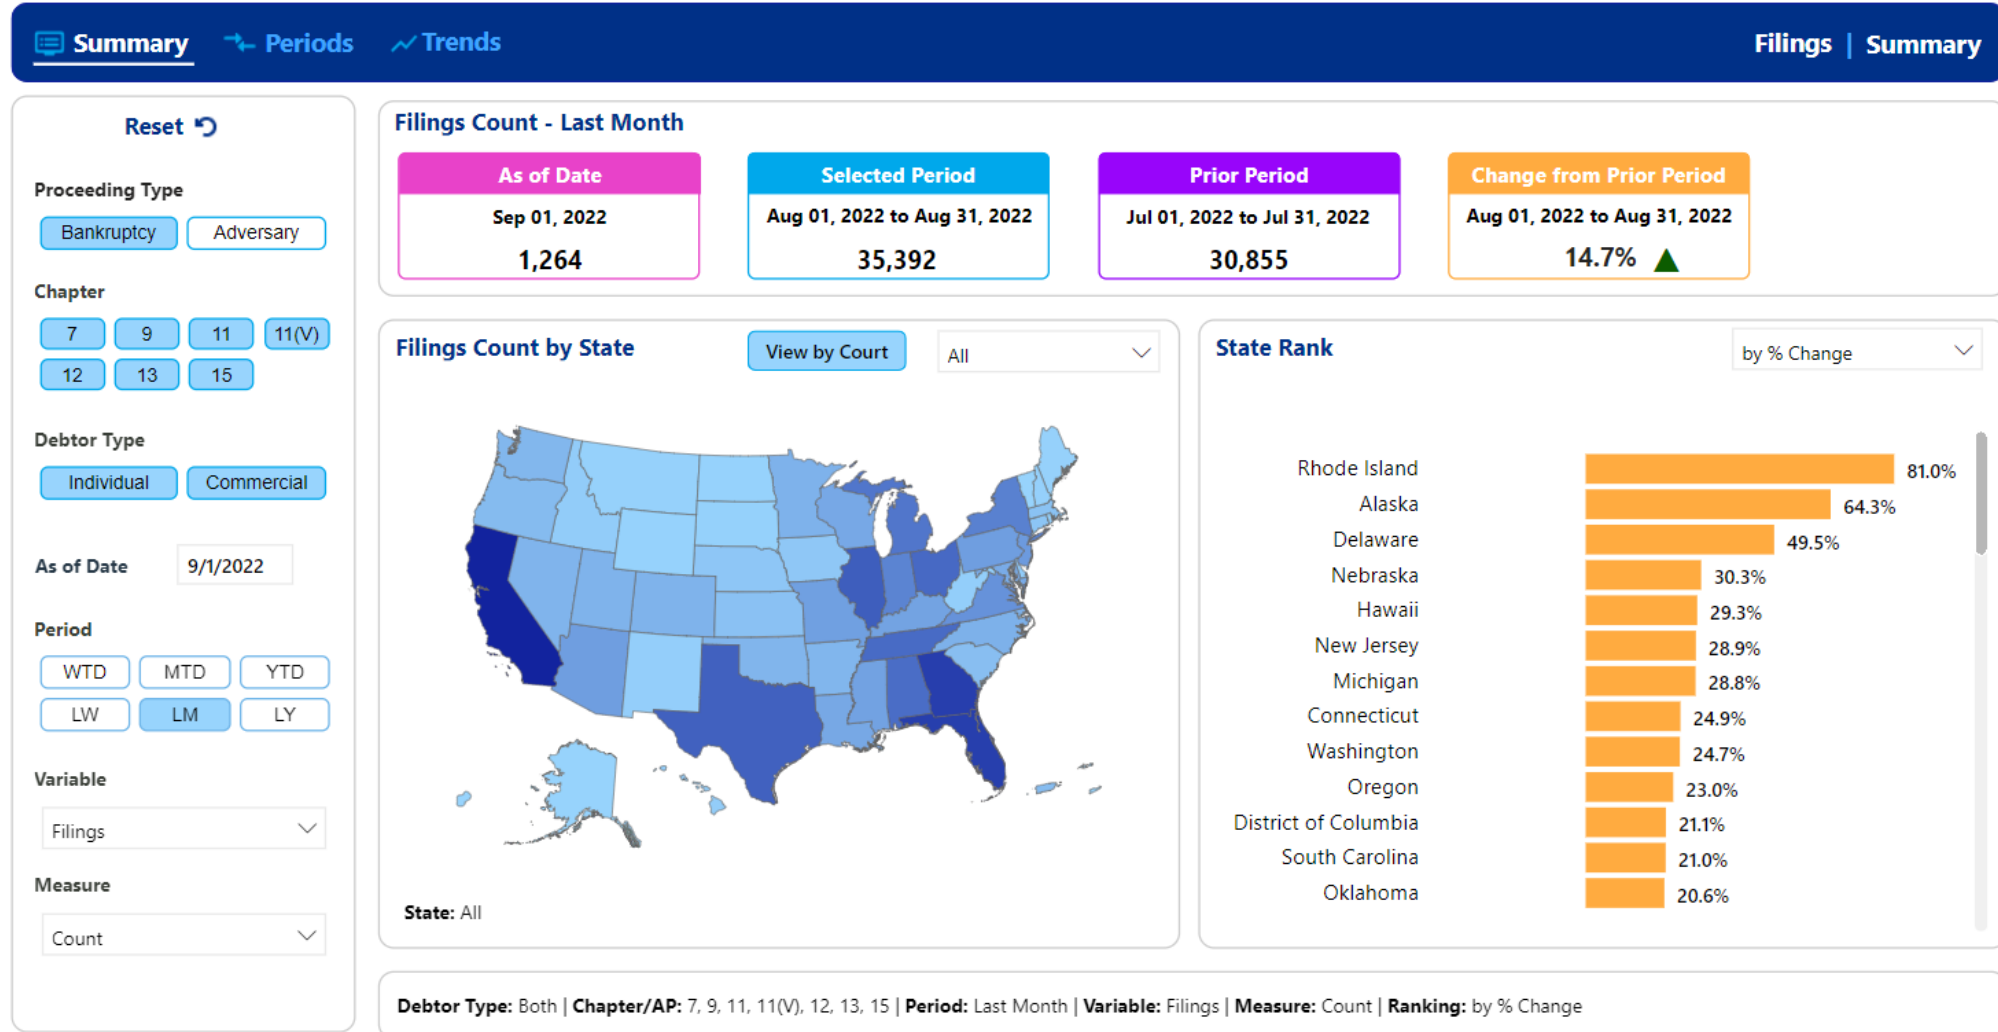 Summary Periods Trends Filings | Summary
Reset
Proceeding Type
Bankruptcy Adversary
Chapter
7 9 11 11(V)
12 13 15
Debtor Type
Individual Commercial
As of Date 9/1/2022
Period
WTD MTD YTD
LW LM LY
Variable
Filings
Measure
Count
Filings Count - Last Month
As of Date
Sep 01, 2022
1,264
Selected Period
Aug 01, 2022 to Aug 31, 2022
35,392
Prior Period
Jul 01, 2022 to Jul 31, 2022
30,855
Change from Prior Period
Aug 01, 2022 to Aug 31, 2022
14.7%
Filings Count by State View by Court All
State: All
State Rank by % Change
Rhode Island 81.0%
Alaska 64.3%
Delaware 49.5%
Nebraska 30.3%
Hawaii 29.3%
New Jersey 28.9%
Michigan 28.8%
Connecticut 24.9%
Washington 24.7%
Oregon 23.0%
District of Columbia 21.1%
South Carolina 21.0%
Oklahoma 20.6%
Debtor Type: Both | Chapter/AP: 7, 9, 11, 11(V), 12, 13, 15 | Period: Last Month | Variable: Filings | Measure: Count | Ranking: by % Change